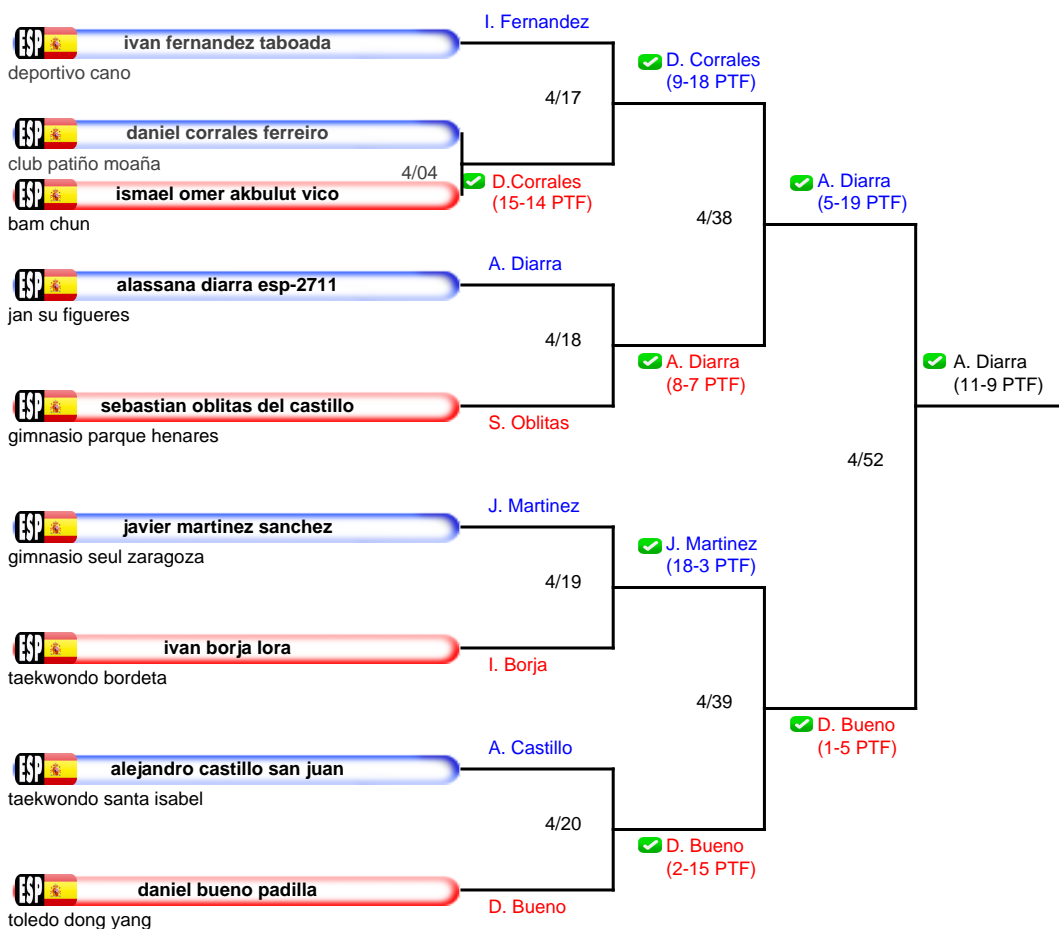 I. Fernandez
ESP ivan fernandez taboada
deportivo cano
D. Corrales
(9-18 PTF)
4/17
ESP daniel corrales ferreiro
club patiño moaña
4/04
D.Corrales
(15-14 PTF)
ESP ismael omer akbulut vico
bam chun
A. Diarra
(5-19 PTF)
4/38
A. Diarra
ESP alassana diarra esp-2711
jan su figueres
4/18
A. Diarra
(8-7 PTF)
A. Diarra
(11-9 PTF)
ESP sebastian oblitas del castillo
gimnasio parque henares
S. Oblitas
4/52
J. Martinez
ESP javier martinez sanchez
gimnasio seul zaragoza
J. Martinez
(18-3 PTF)
4/19
ESP ivan borja lora
taekwondo bordeta
I. Borja
4/39
D. Bueno
(1-5 PTF)
A. Castillo
ESP alejandro castillo san juan
taekwondo santa isabel
4/20
D. Bueno
(2-15 PTF)
ESP daniel bueno padilla
toledo dong yang
D. Bueno